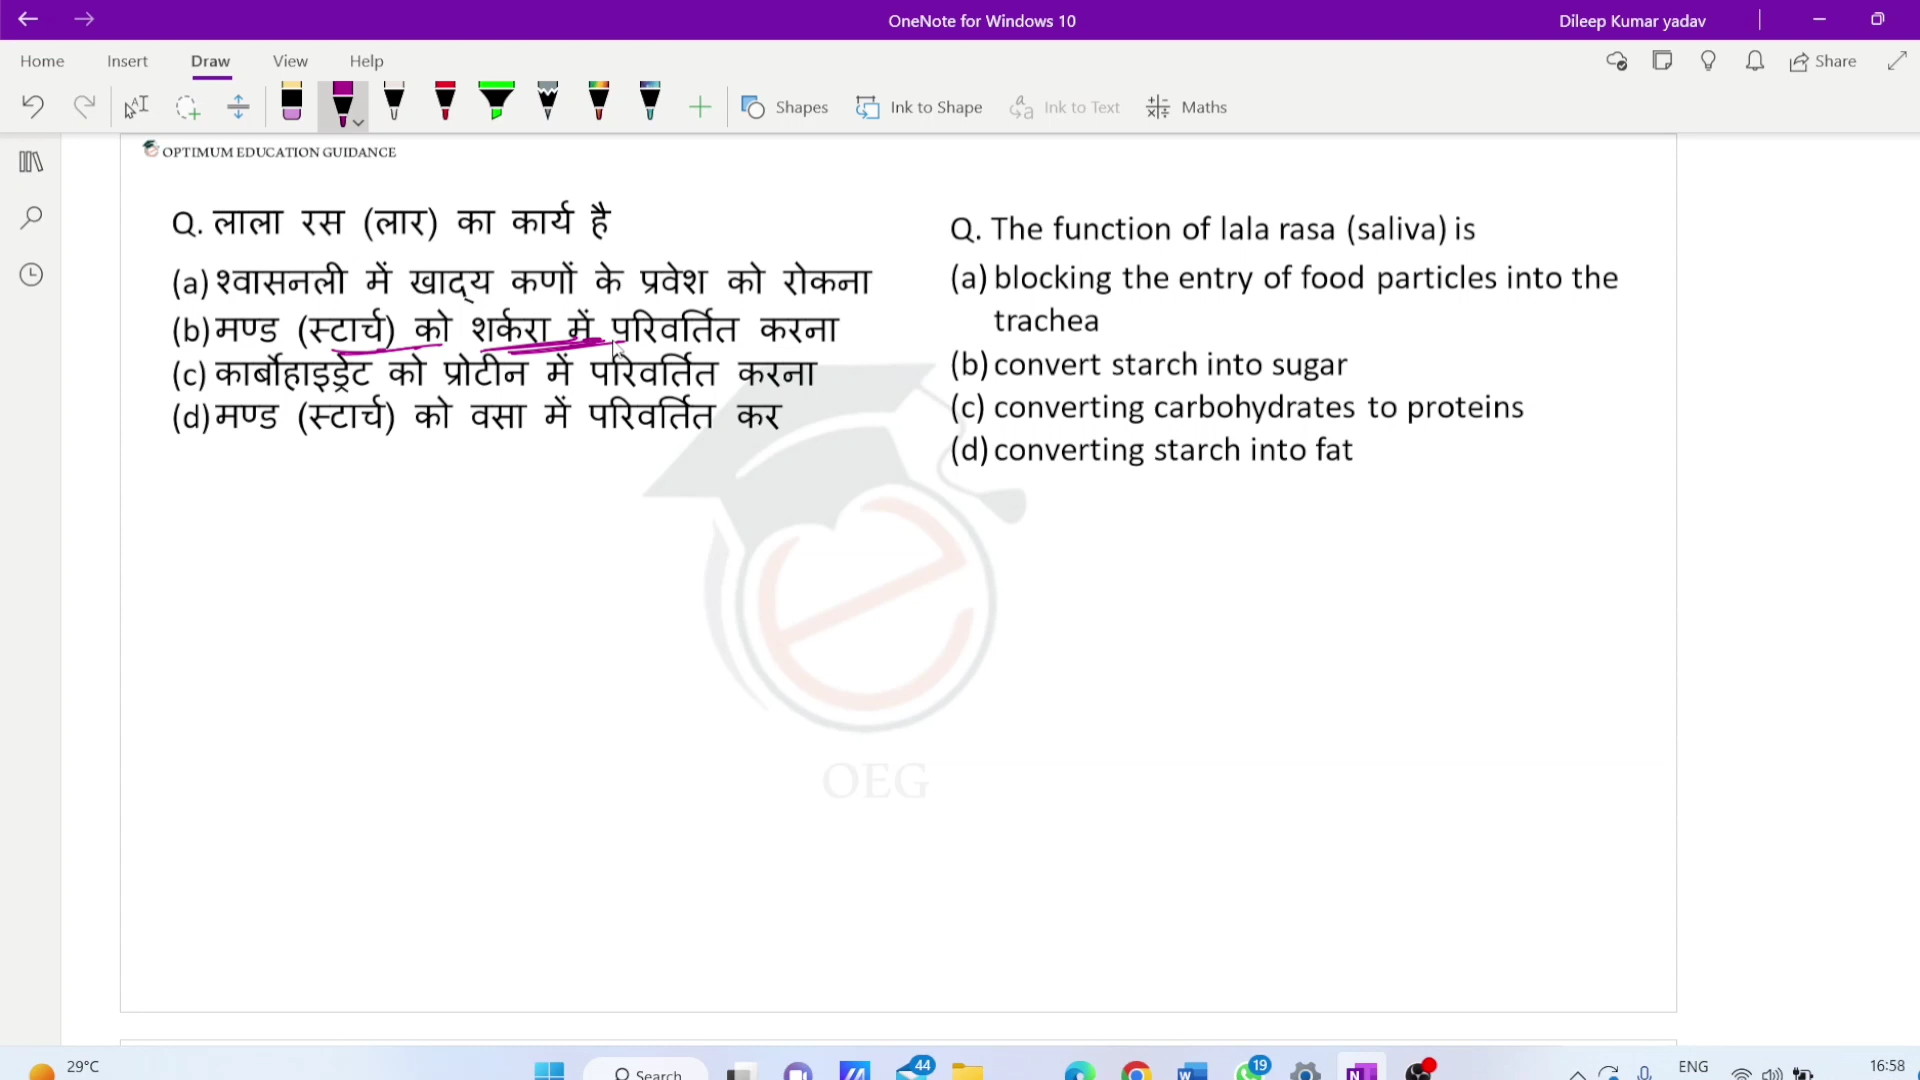 OneNote for Windows 10
Dileep Kumar yadav
Home
Insert
Draw
View
Help
Share
Shapes
Ink to Shape
Ink to Text
Maths
OPTIMUM EDUCATION GUIDANCE
Q. लाला रस (लार) का कार्य है
(a) श्वासनली में खाद्य कणों के प्रवेश को रोकना
(b) मण्ड (स्टार्च) को शर्करा में परिवर्तित करना
(c) कार्बोहाइड्रेट को प्रोटीन में परिवर्तित करना
(d) मण्ड (स्टार्च) को वसा में परिवर्तित कर
Q. The function of lala rasa (saliva) is
(a) blocking the entry of food particles into the
trachea
(b) convert starch into sugar
(c) converting carbohydrates to proteins
(d) converting starch into fat
OEG
29°C
Search
44
19
ENG
16:58